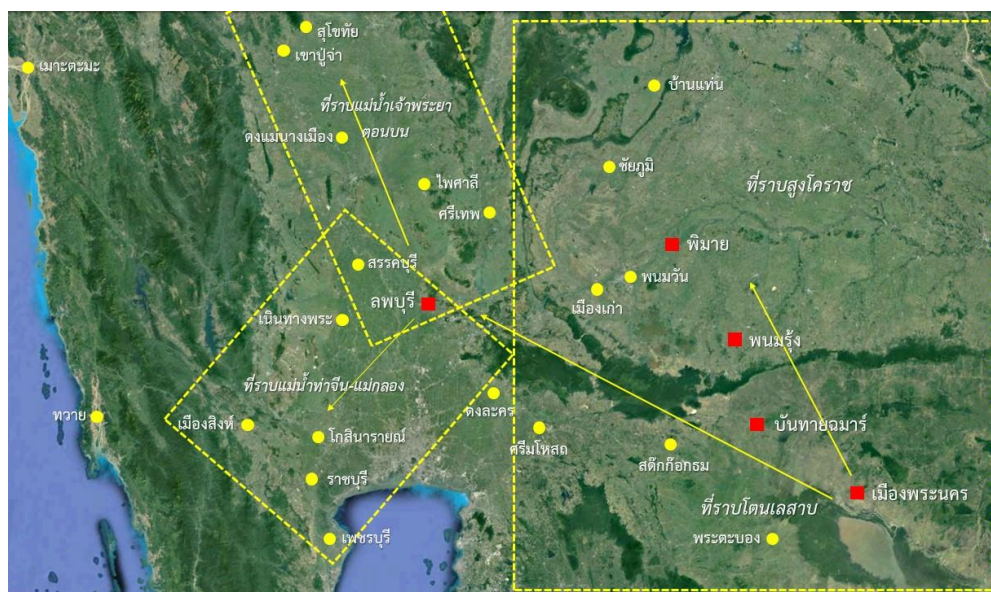 สุโขทัย
เขาปู่จ่า
เมาะตะมะ
บ้านแท่น
ที่ราบแม่น้ำเจ้าพระยา
ตอนบน
ดงแม่นางเมือง
ชัยภูมิ
ไพศาลี
ที่ราบสูงโคราช
ศรีเทพ
พิมาย
สรรคบุรี
พนมวัน
ลพบุรี
เมืองเก่า
เนินทางพระ
พนมรุ้ง
ที่ราบแม่น้ำท่าจีน-แม่กลอง
ดงละคร
ทวาย
เมืองสิงห์
บันทายฉมาร์
โกสินารายณ์
ศรีมโหสถ
สด๊กก๊อกธม
ราชบุรี
เมืองพระนคร
ที่ราบโตนเลสาบ
เพชรบุรี
พระตะบอง